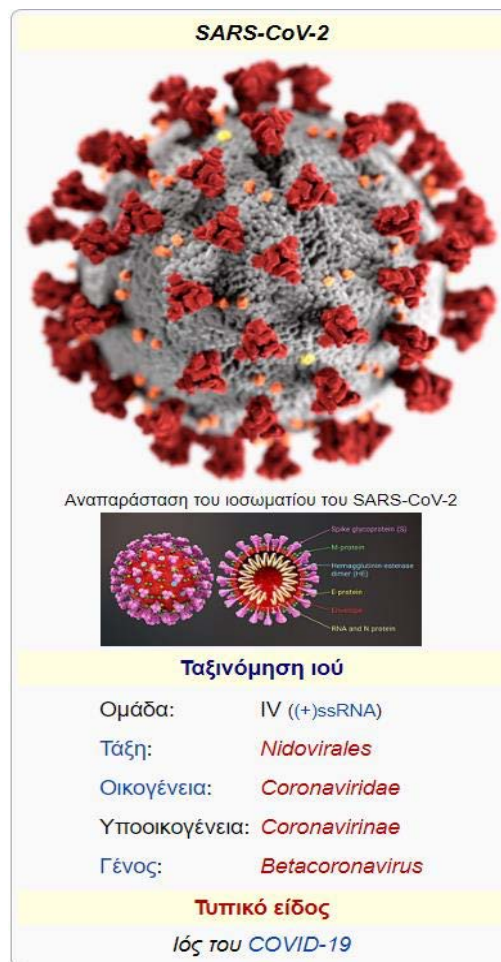 SARS-CoV-2
Αναπαράσταση του ιοσωματίου του SARS-CoV-2
Spike glycoprotein (S)
M-protein
Hemagglutinin-esterase
dimer (HE)
E-protein
Envelope
RNA and N protein
Ταξινόμηση ιού
Ομάδα: IV ((+)ssRNA)
Τάξη: Nidovirales
Οικογένεια: Coronaviridae
Υποοικογένεια: Coronavirinae
Γένος: Betacoronavirus
Τυπικό είδος
Ιός του COVID-19